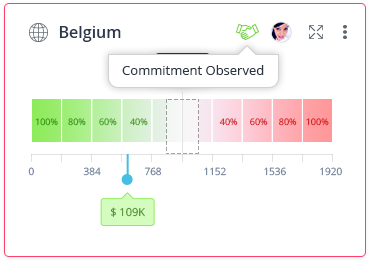 Belgium
Commitment Observed
100% 80% 60% 40% 40% 60% 80% 100%
0 384 768 1152 1536 1920
$ 109K